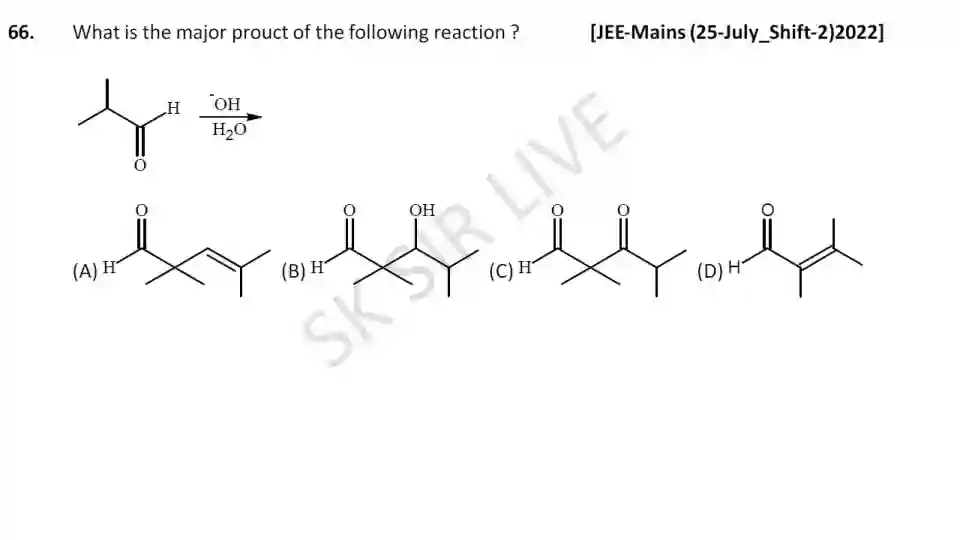 66. What is the major prouct of the following reaction ? [JEE-Mains (25-July_Shift-2)2022]
H -OH
H2O
O
O O OH O O O
(A) H (B) H (C) H (D) H
SK SIR LIVE